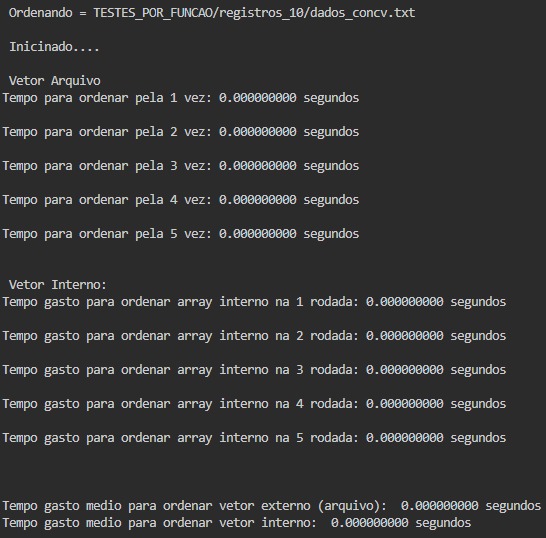 Ordenando = TESTES_POR_FUNCAO/registros_10/dados_concv.txt
Inicinado....
Vetor Arquivo
Tempo para ordenar pela 1 vez: 0.000000000 segundos
Tempo para ordenar pela 2 vez: 0.000000000 segundos
Tempo para ordenar pela 3 vez: 0.000000000 segundos
Tempo para ordenar pela 4 vez: 0.000000000 segundos
Tempo para ordenar pela 5 vez: 0.000000000 segundos
Vetor Interno:
Tempo gasto para ordenar array interno na 1 rodada: 0.000000000 segundos
Tempo gasto para ordenar array interno na 2 rodada: 0.000000000 segundos
Tempo gasto para ordenar array interno na 3 rodada: 0.000000000 segundos
Tempo gasto para ordenar array interno na 4 rodada: 0.000000000 segundos
Tempo gasto para ordenar array interno na 5 rodada: 0.000000000 segundos
Tempo gasto medio para ordenar vetor externo (arquivo):  0.000000000 segundos
Tempo gasto medio para ordenar vetor interno:  0.000000000 segundos